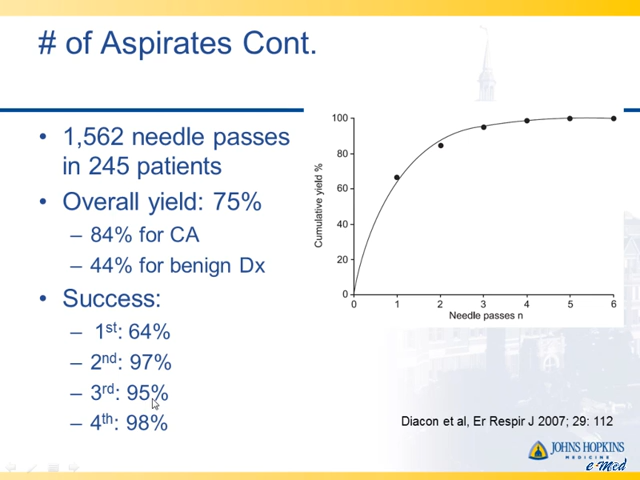 # of Aspirates Cont.
• 1,562 needle passes
in 245 patients
• Overall yield: 75%
– 84% for CA
– 44% for benign Dx
• Success:
– 1st: 64%
– 2nd: 97%
– 3rd: 95%
– 4th: 98%
Cumulative yield %
100
80
60
40
20
0
0 1 2 3 4 5 6
Needle passes n
Diacon et al, Er Respir J 2007; 29: 112
JOHNS HOPKINS
MEDICINE
e-Med